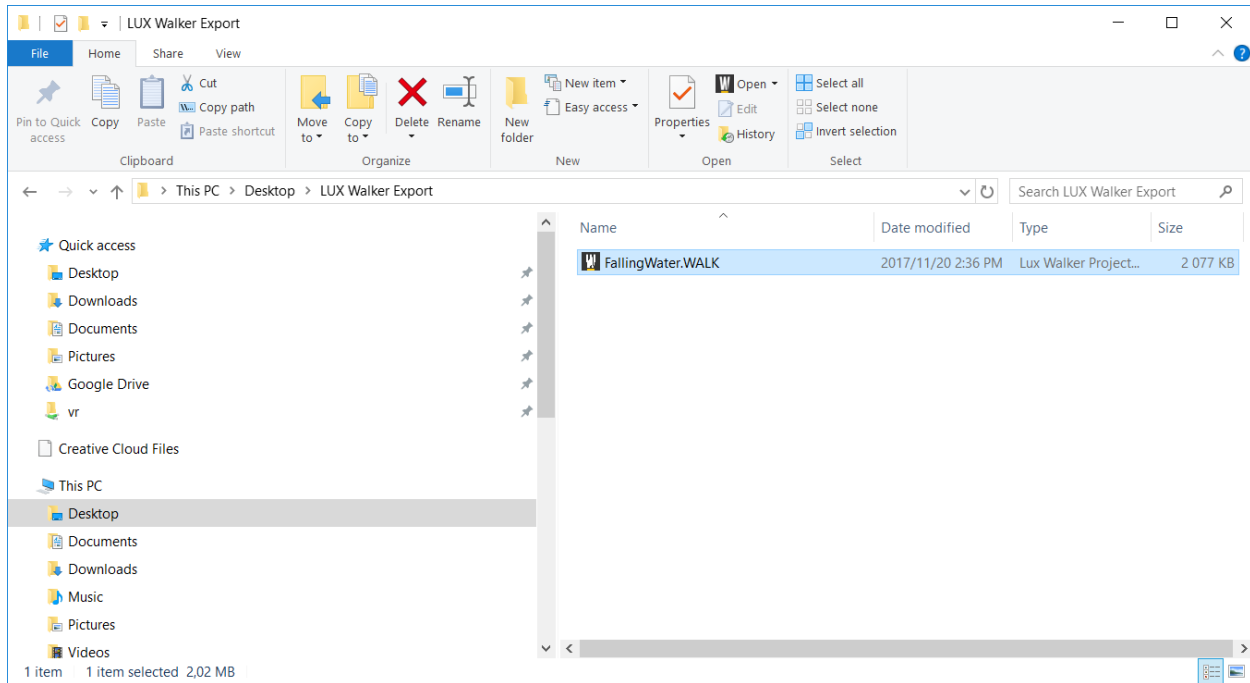 LUX Walker Export
File Home Share View
Pin to Quick access
Copy
Paste
Cut
Copy path
Paste shortcut
Clipboard
Move to
Copy to
Delete
Rename
Organize
New folder
New item
Easy access
New
Properties
Open
Edit
History
Open
Select all
Select none
Invert selection
Select
This PC > Desktop > LUX Walker Export
Search LUX Walker Export
Quick access
Desktop
Downloads
Documents
Pictures
Google Drive
vr
Creative Cloud Files
This PC
Desktop
Documents
Downloads
Music
Pictures
Videos
Name Date modified Type Size
FallingWater.WALK 2017/11/20 2:36 PM Lux Walker Project... 2 077 KB
1 item 1 item selected 2,02 MB